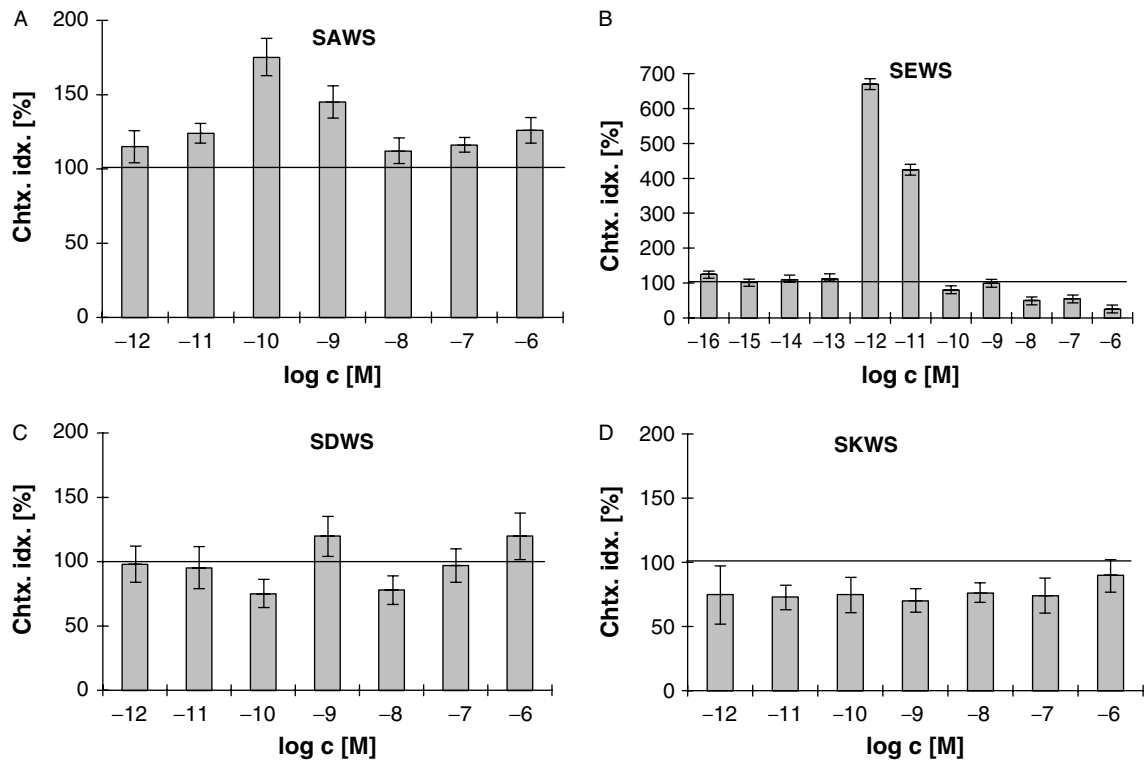 A
SAWS
Chtx. idx. [%]
200
150
100
50
0
−12 −11 −10 −9 −8 −7 −6
log c [M]
B
SEWS
Chtx. idx. [%]
700
600
500
400
300
200
100
0
−16 −15 −14 −13 −12 −11 −10 −9 −8 −7 −6
log c [M]
C
SDWS
Chtx. idx. [%]
200
150
100
50
0
−12 −11 −10 −9 −8 −7 −6
log c [M]
D
SKWS
Chtx. idx. [%]
200
150
100
50
0
−12 −11 −10 −9 −8 −7 −6
log c [M]